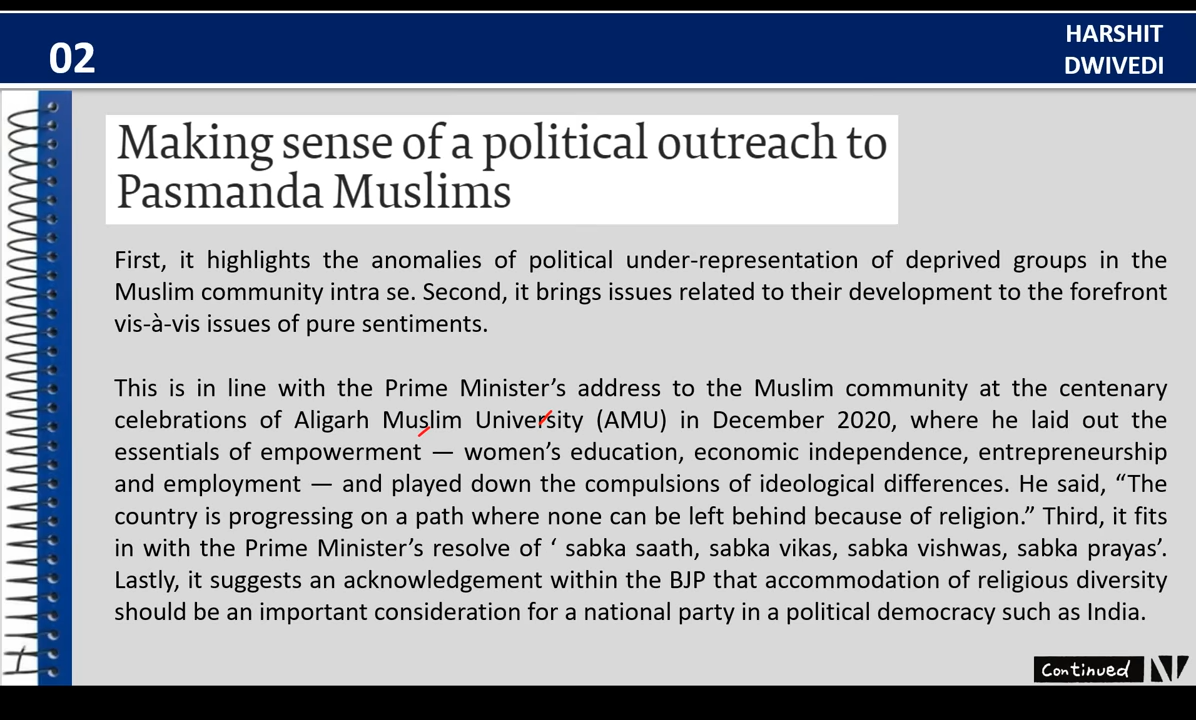 02
HARSHIT
DWIVEDI
Making sense of a political outreach to
Pasmanda Muslims
First, it highlights the anomalies of political under-representation of deprived groups in the
Muslim community intra se. Second, it brings issues related to their development to the forefront
vis-à-vis issues of pure sentiments.
This is in line with the Prime Minister’s address to the Muslim community at the centenary
celebrations of Aligarh Muslim University (AMU) in December 2020, where he laid out the
essentials of empowerment — women’s education, economic independence, entrepreneurship
and employment — and played down the compulsions of ideological differences. He said, “The
country is progressing on a path where none can be left behind because of religion.” Third, it fits
in with the Prime Minister’s resolve of ‘ sabka saath, sabka vikas, sabka vishwas, sabka prayas’.
Lastly, it suggests an acknowledgement within the BJP that accommodation of religious diversity
should be an important consideration for a national party in a political democracy such as India.
Continued